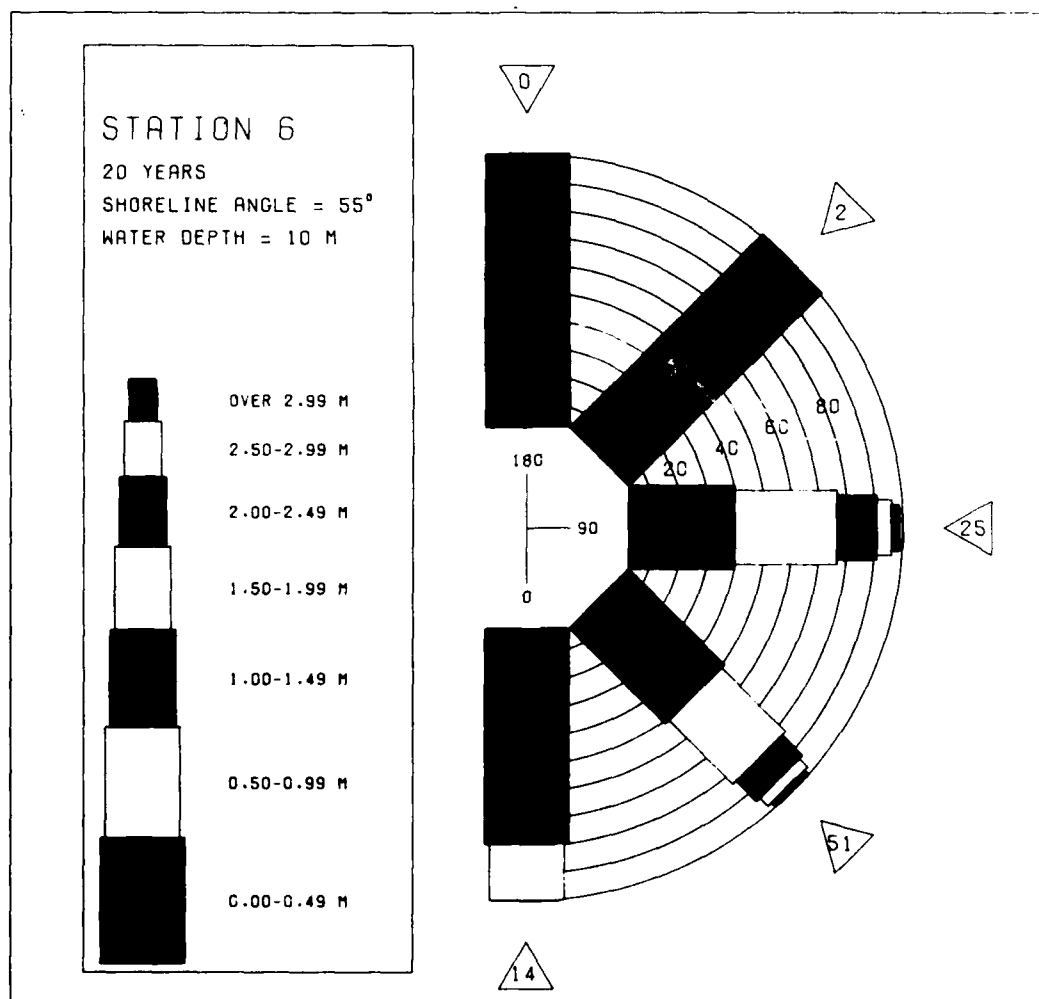 STATION 6
20 YEARS
SHORELINE ANGLE = 55°
WATER DEPTH = 10 M
OVER 2.99 M
2.50-2.99 M
2.00-2.49 M
1.50-1.99 M
1.00-1.49 M
0.50-0.99 M
0.00-0.49 M
0
2
80
60
40
20
180
90
0
25
51
14